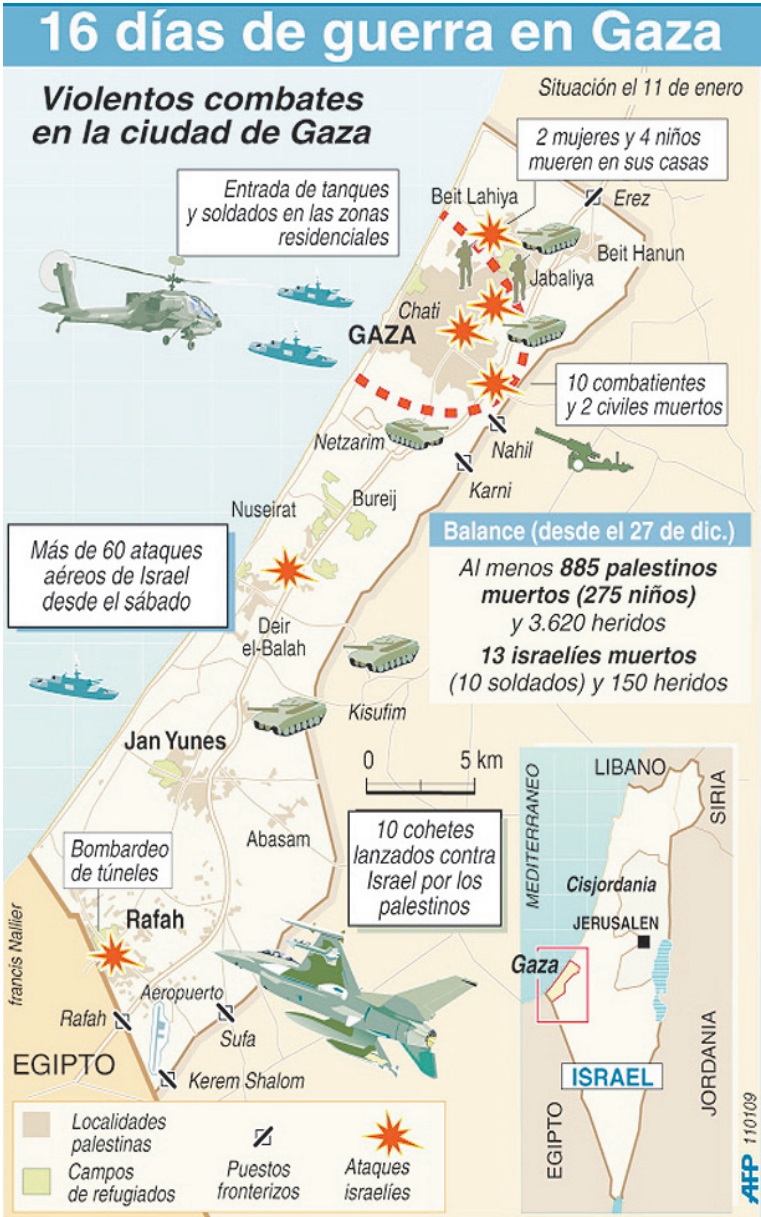 16 días de guerra en Gaza
Situación el 11 de enero
Violentos combates
en la ciudad de Gaza
2 mujeres y 4 niños
mueren en sus casas
Entrada de tanques
y soldados en las zonas
residenciales
Beit Lahiya
Erez
Beit Hanun
Jabaliya
Chati
GAZA
10 combatientes
y 2 civiles muertos
Netzarim
Nahil
Karni
Nuseirat
Bureij
Más de 60 ataques
aéreos de Israel
desde el sábado
Balance (desde el 27 de dic.)
Al menos 885 palestinos
muertos (275 niños)
y 3.620 heridos
13 israelíes muertos
(10 soldados) y 150 heridos
Deir
el-Balah
Kisufim
Jan Yunes
0 5 km
Abasam
10 cohetes
lanzados contra
Israel por los
palestinos
Bombardeo
de túneles
Rafah
francis Nallier
Aeropuerto
Rafah
Sufa
EGIPTO
Kerem Shalom
LIBANO
SIRIA
MEDITERRANEO
Cisjordania
JERUSALEN
Gaza
ISRAEL
EGIPTO
JORDANIA
Localidades
palestinas
Campos
de refugiados
Puestos
fronterizos
Ataques
israelíes
AFP 110109